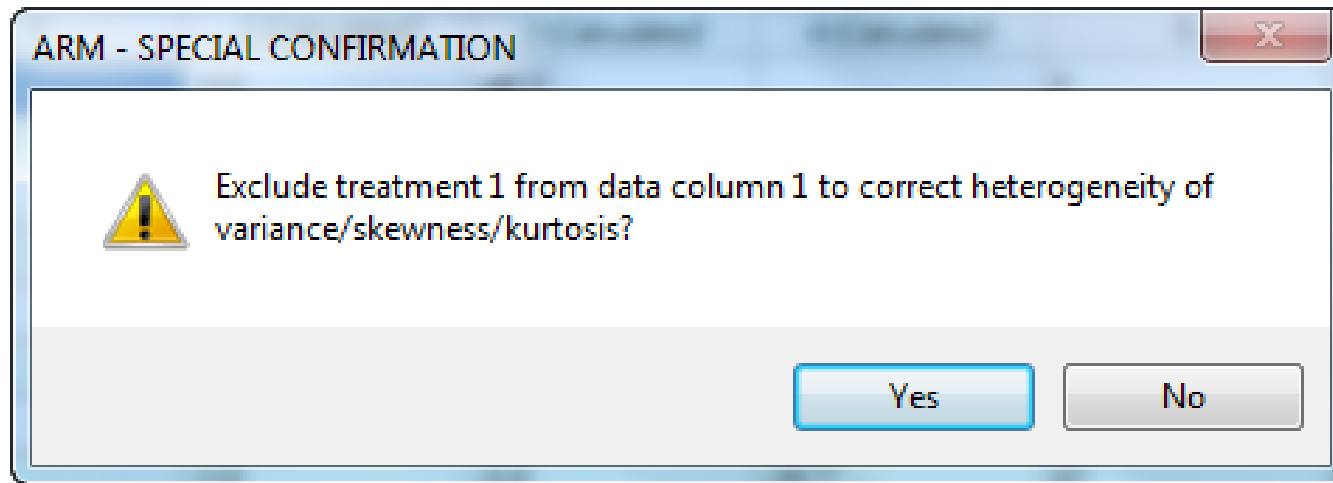 ARM - SPECIAL CONFIRMATION
Exclude treatment 1 from data column 1 to correct heterogeneity of
variance/skewness/kurtosis?
Yes
No